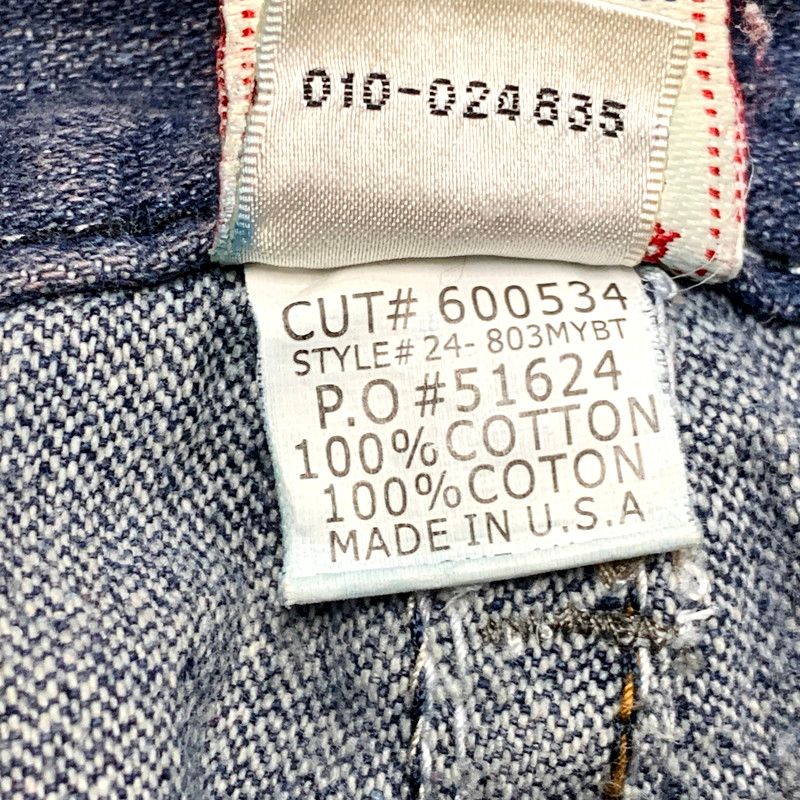 010-024635
CUT# 600534
STYLE# 24- 803MYBT
P.O #51624
100% COTTON
100% COTON
MADE IN U.S.A